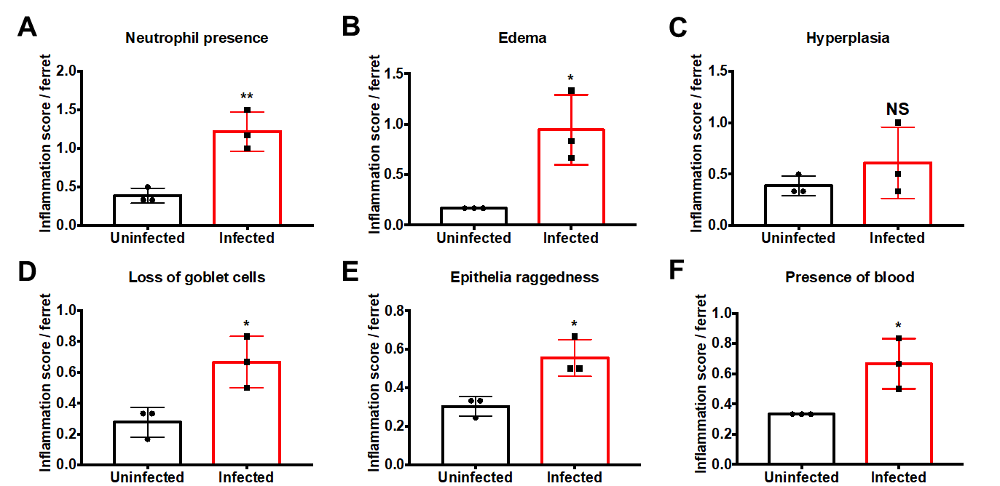 A
Neutrophil presence
Inflammation score / ferret
2.0
1.5
1.0
0.5
0.0
**
Uninfected
Infected
B
Edema
Inflammation score / ferret
1.5
1.0
0.5
0.0
*
Uninfected
Infected
C
Hyperplasia
Inflammation score / ferret
1.5
1.0
0.5
0.0
NS
Uninfected
Infected
D
Loss of goblet cells
Inflammation score / ferret
1.0
0.8
0.6
0.4
0.2
0.0
*
Uninfected
Infected
E
Epithelia raggedness
Inflammation score / ferret
0.8
0.6
0.4
0.2
0.0
*
Uninfected
Infected
F
Presence of blood
Inflammation score / ferret
1.0
0.8
0.6
0.4
0.2
0.0
*
Uninfected
Infected